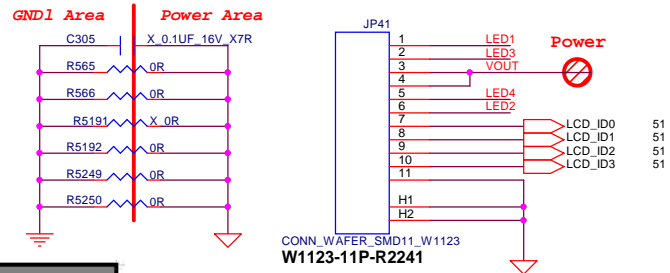 GND1 Area Power Area
C305 X_0.1UF_16V_X7R
R565 0R
R566 0R
R5191 X_0R
R5192 0R
R5249 0R
R5250 0R
JP41
1 LED1
2 LED3
3 VOUT
4
5 LED4
6 LED2
7
8
9
10
11
H1
H2
Power
LCD_ID0 51
LCD_ID1 51
LCD_ID2 51
LCD_ID3 51
CONN_WAFER_SMD11_W1123
W1123-11P-R2241